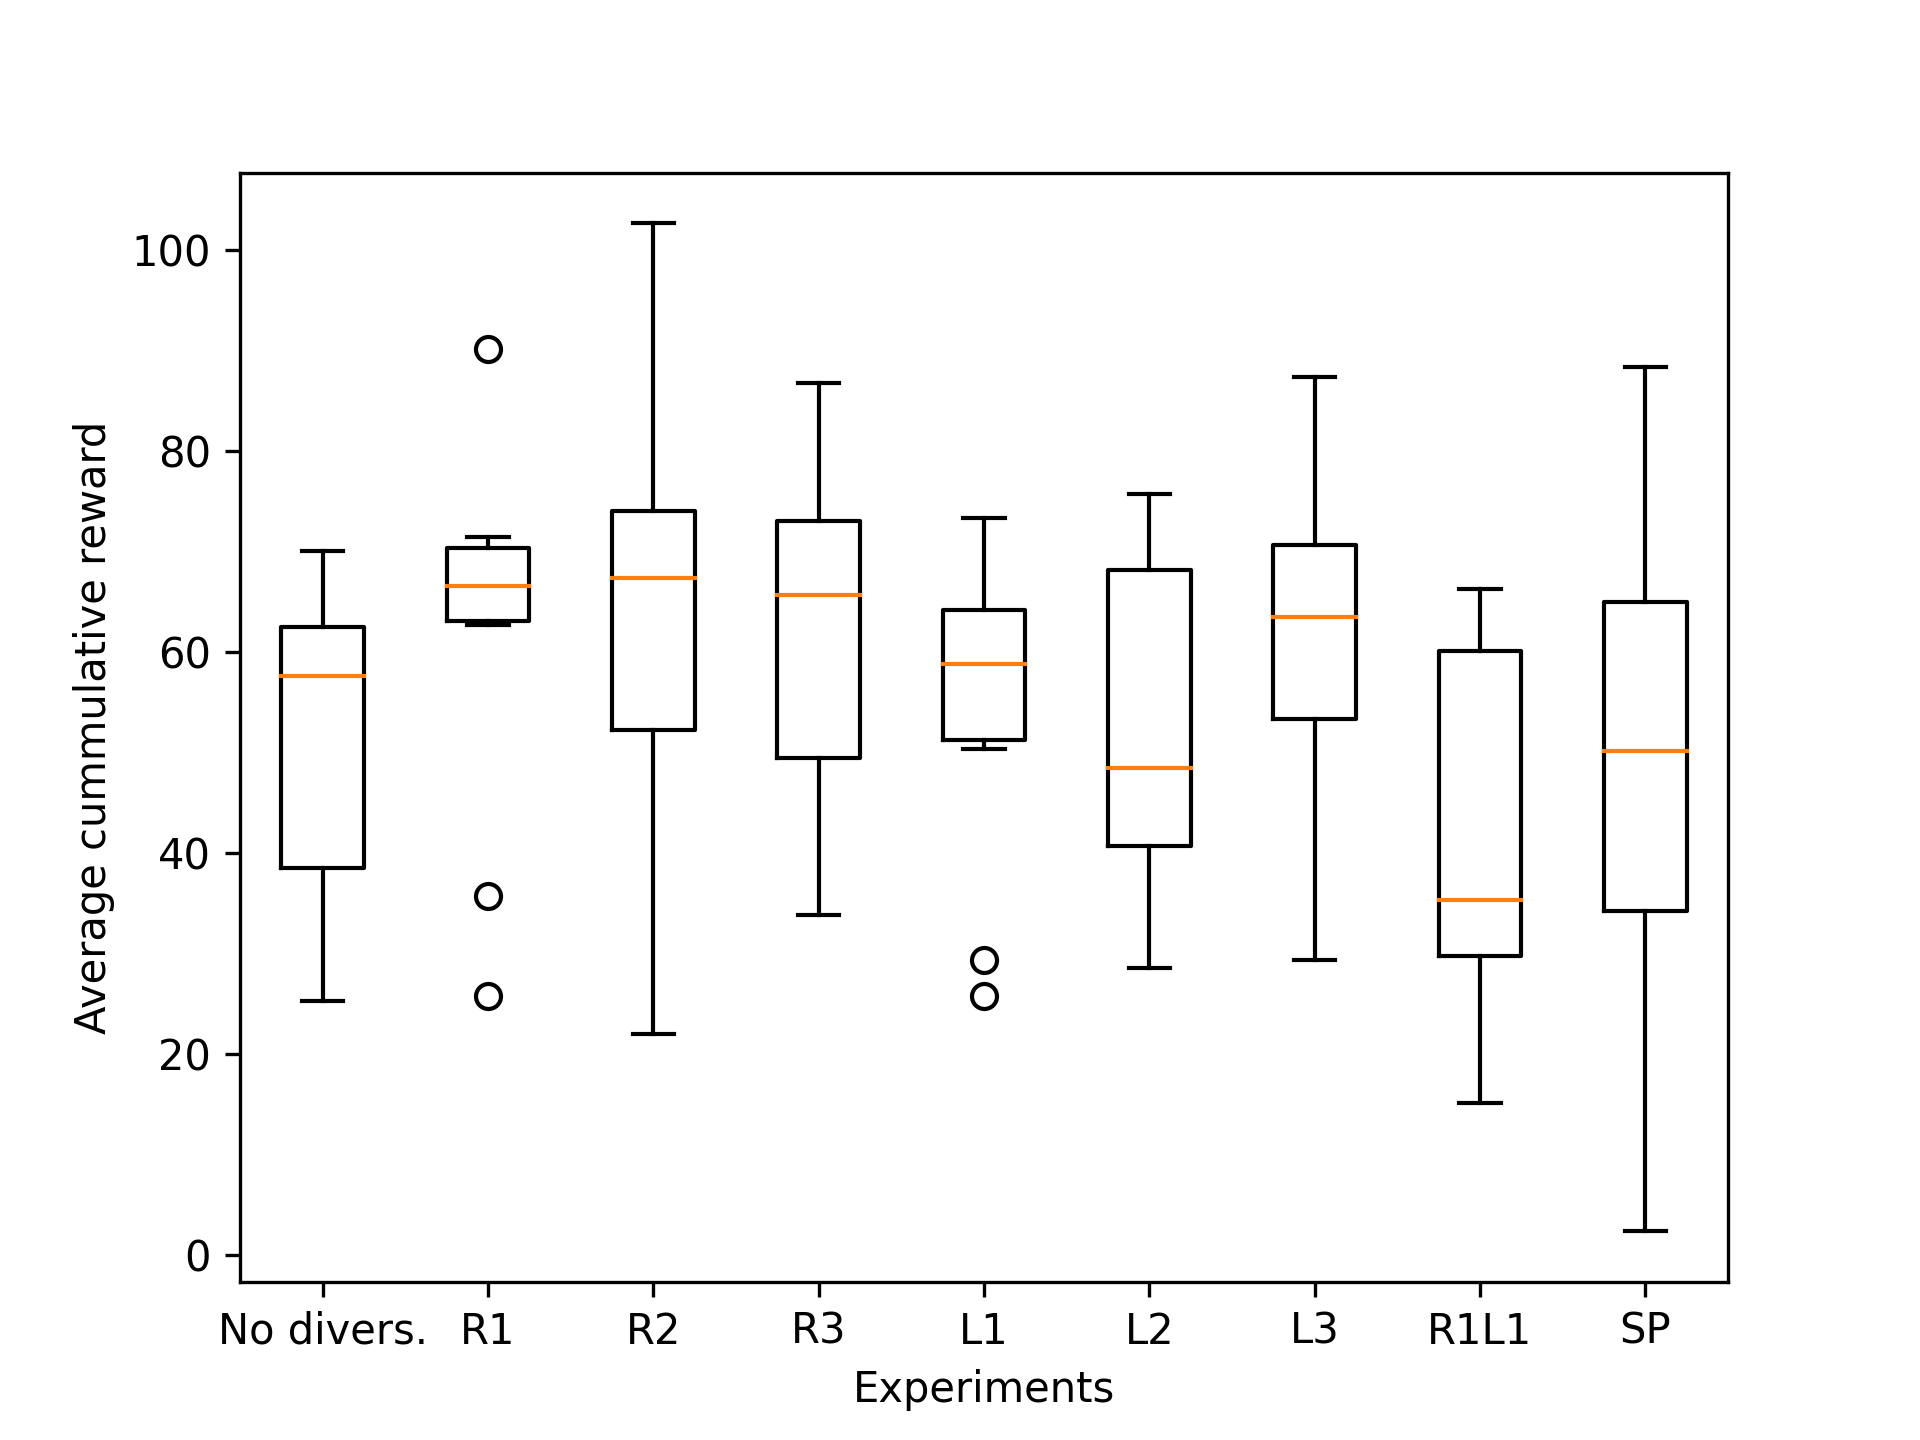 Average cummulative reward
100
80
60
40
20
0
No divers. R1 R2 R3 L1 L2 L3 R1L1 SP
Experiments